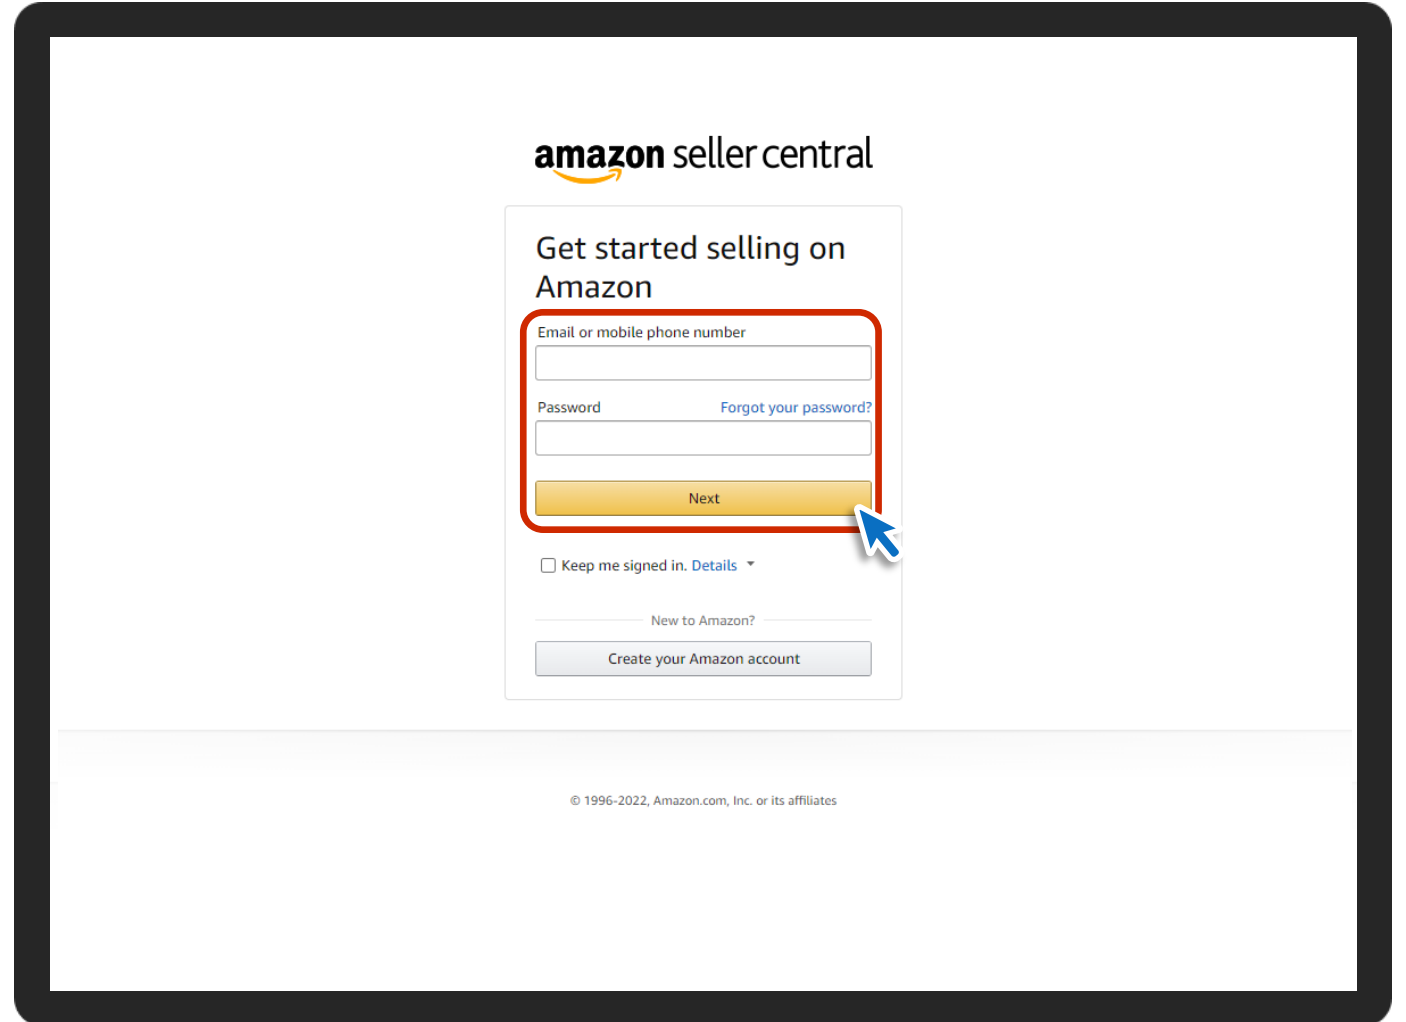 amazon seller central
Get started selling on
Amazon
Email or mobile phone number
Password Forgot your password?
Next
Keep me signed in. Details
New to Amazon?
Create your Amazon account
© 1996-2022, Amazon.com, Inc. or its affiliates